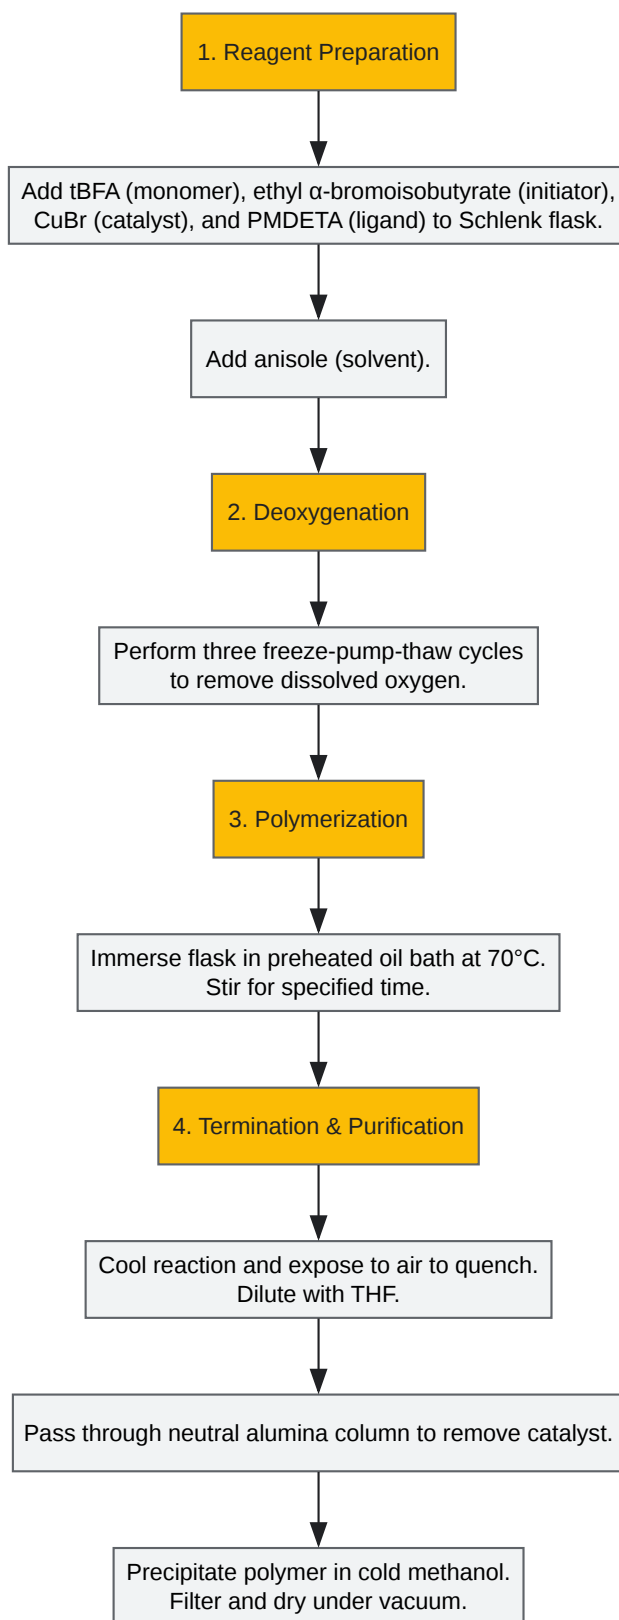 1. Reagent Preparation
Add tBFA (monomer), ethyl α-bromoisobutyrate (initiator),
CuBr (catalyst), and PMDETA (ligand) to Schlenk flask.
Add anisole (solvent).
2. Deoxygenation
Perform three freeze-pump-thaw cycles
to remove dissolved oxygen.
3. Polymerization
Immerse flask in preheated oil bath at 70°C.
Stir for specified time.
4. Termination & Purification
Cool reaction and expose to air to quench.
Dilute with THF.
Pass through neutral alumina column to remove catalyst.
Precipitate polymer in cold methanol.
Filter and dry under vacuum.